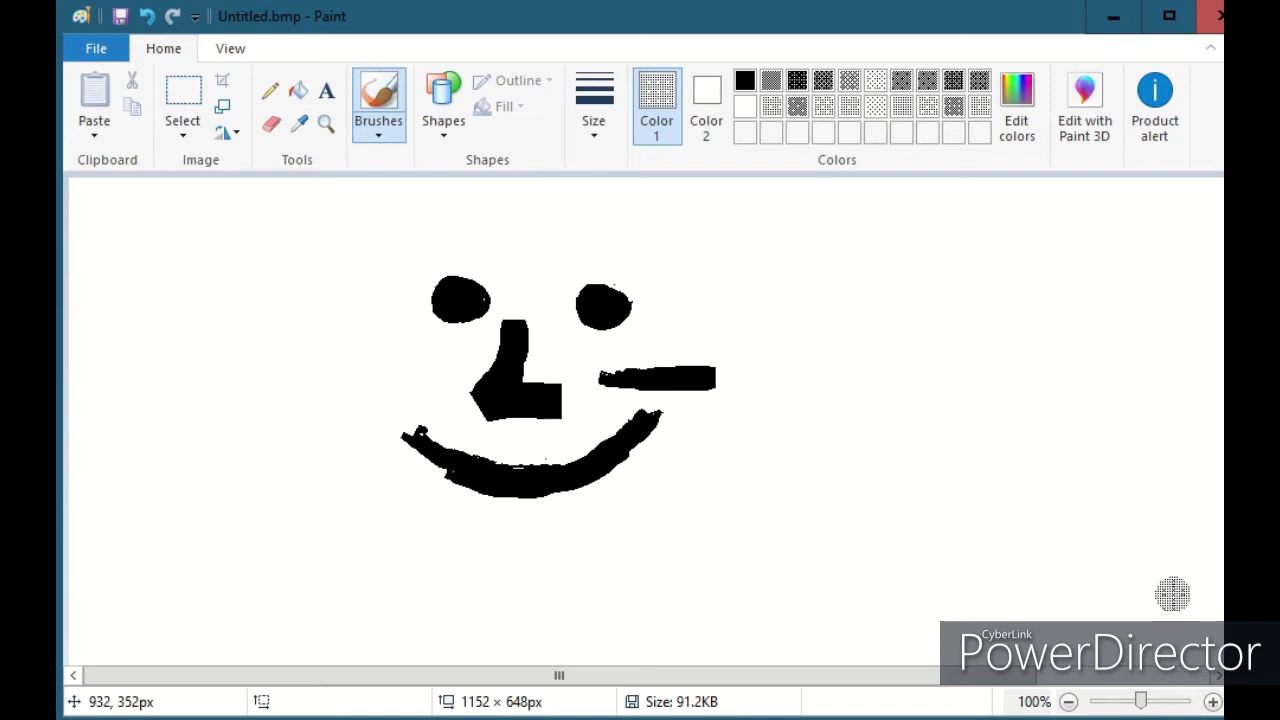 Untitled.bmp - Paint
File Home View
Paste Select Brushes Shapes Outline Fill Size Color 1 Color 2 Edit colors Edit with Paint 3D Product alert
Clipboard Image Tools Shapes Colors
CyberLink
PowerDirector
932, 352px 1152 × 648px Size: 91.2KB 100%